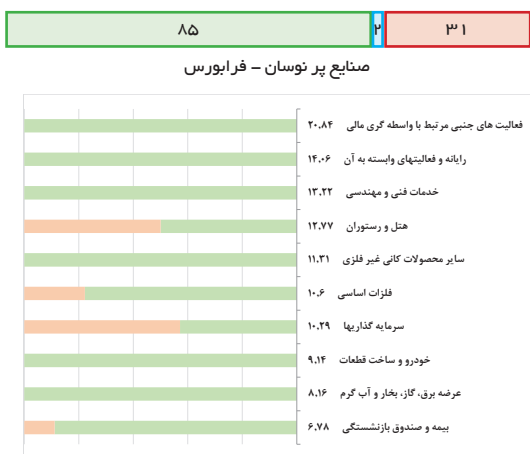 ۸۵ ۲ ۳۱
صنایع پر نوسان - فرابورس
فعالیت های جنبی مرتبط با واسطه گری مالی ۲۰.۸۴
رایانه و فعالیتهای وابسته به آن ۱۴.۰۶
خدمات فنی و مهندسی ۱۳.۲۲
هتل و رستوران ۱۲.۷۷
سایر محصولات کانی غیر فلزی ۱۱.۳۱
فلزات اساسی ۱۰.۶
سرمایه گذاریها ۱۰.۲۹
خودرو و ساخت قطعات ۹.۱۴
عرضه برق، گاز، بخار و آب گرم ۸.۱۶
بیمه و صندوق بازنشستگی ۶.۷۸